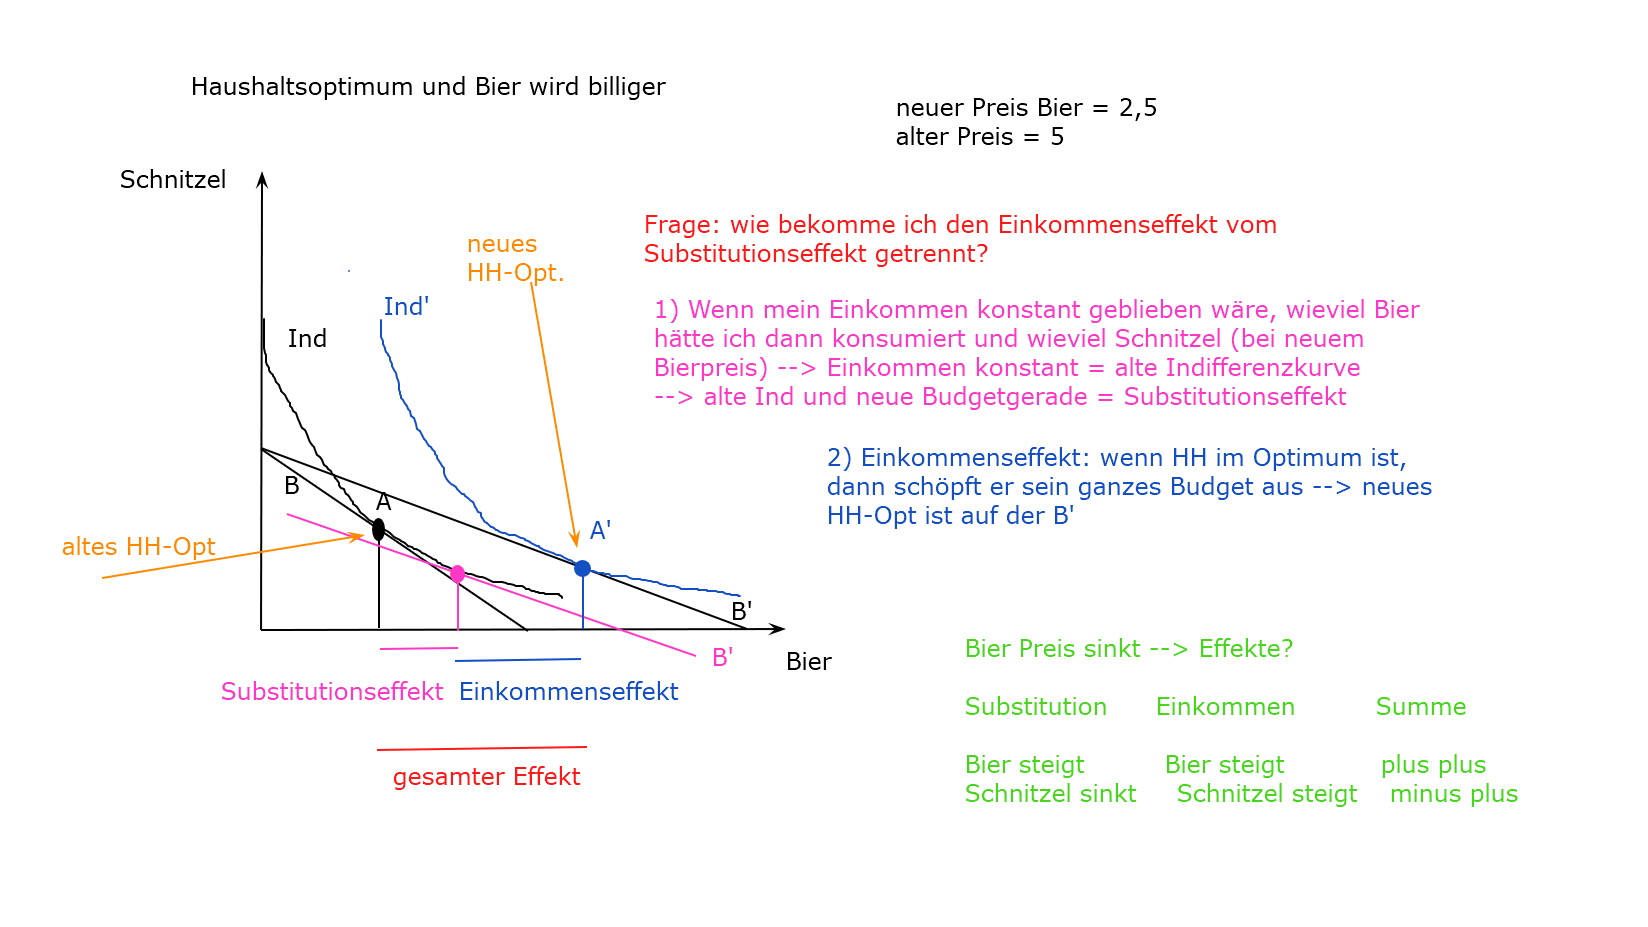 Haushaltsoptimum und Bier wird billiger
neuer Preis Bier = 2,5
alter Preis = 5
Schnitzel
Frage: wie bekomme ich den Einkommenseffekt vom
Substitutionseffekt getrennt?
neues
HH-Opt.
Ind'
Ind
1) Wenn mein Einkommen konstant geblieben wäre, wieviel Bier
hätte ich dann konsumiert und wieviel Schnitzel (bei neuem
Bierpreis) --> Einkommen konstant = alte Indifferenzkurve
--> alte Ind und neue Budgetgerade = Substitutionseffekt
2) Einkommenseffekt: wenn HH im Optimum ist,
dann schöpft er sein ganzes Budget aus --> neues
HH-Opt ist auf der B'
B
A
A'
altes HH-Opt
B'
B'
Bier
Substitutionseffekt
Einkommenseffekt
gesamter Effekt
Bier Preis sinkt --> Effekte?
Substitution Einkommen Summe
Bier steigt Bier steigt plus plus
Schnitzel sinkt Schnitzel steigt minus plus